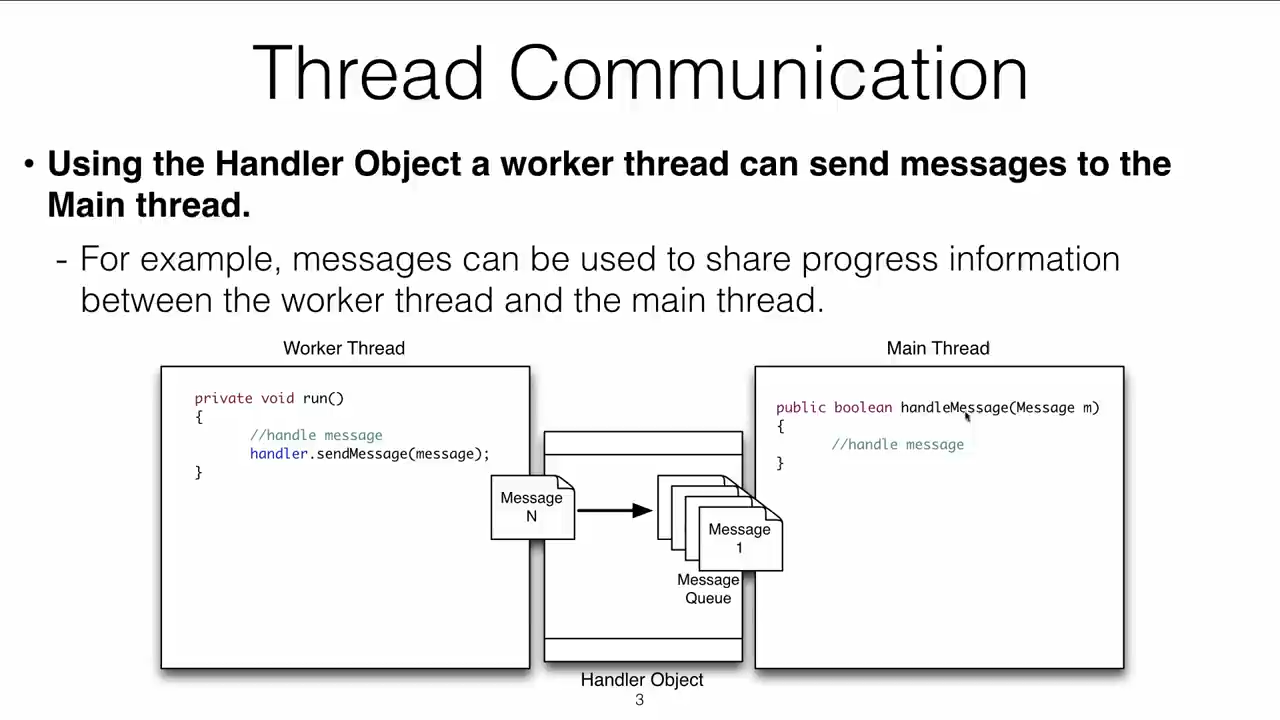 Thread Communication
• Using the Handler Object a worker thread can send messages to the
Main thread.
- For example, messages can be used to share progress information
between the worker thread and the main thread.
Worker Thread
private void run()
{
//handle message
handler.sendMessage(message);
}
Message
N
Message
1
Message
Queue
Handler Object
Main Thread
public boolean handleMessage(Message m)
{
//handle message
}
3